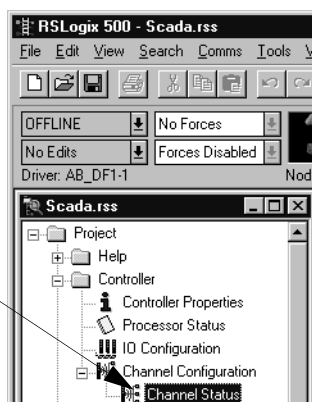 RSLogix 500 - Scada.rss
File Edit View Search Comms Tools
OFFLINE No Forces
No Edits Forces Disabled
Driver: AB_DF1-1 Nod
Scada.rss
Project
Help
Controller
Controller Properties
Processor Status
IO Configuration
Channel Configuration
Channel Status